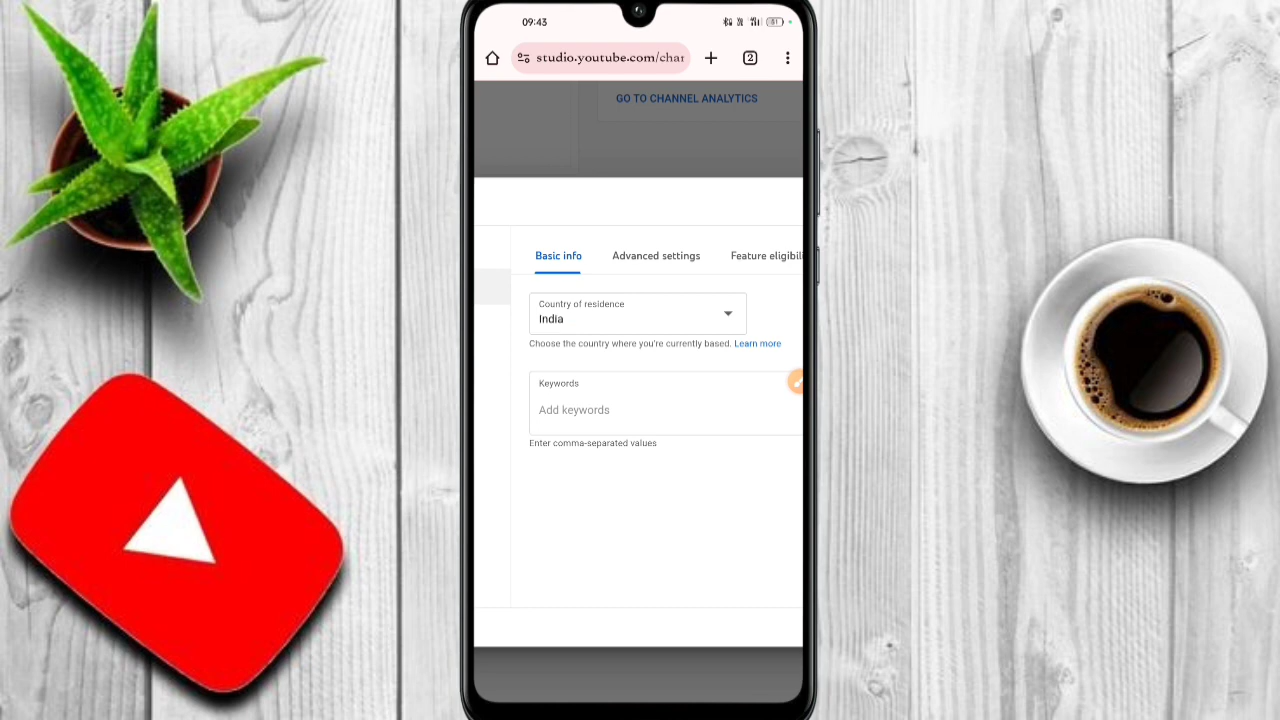 09:43
studio.youtube.com/char
2
GO TO CHANNEL ANALYTICS
Basic info
Advanced settings
Feature eligibili
Country of residence
India
Choose the country where you're currently based. Learn more
Keywords
Add keywords
Enter comma-separated values